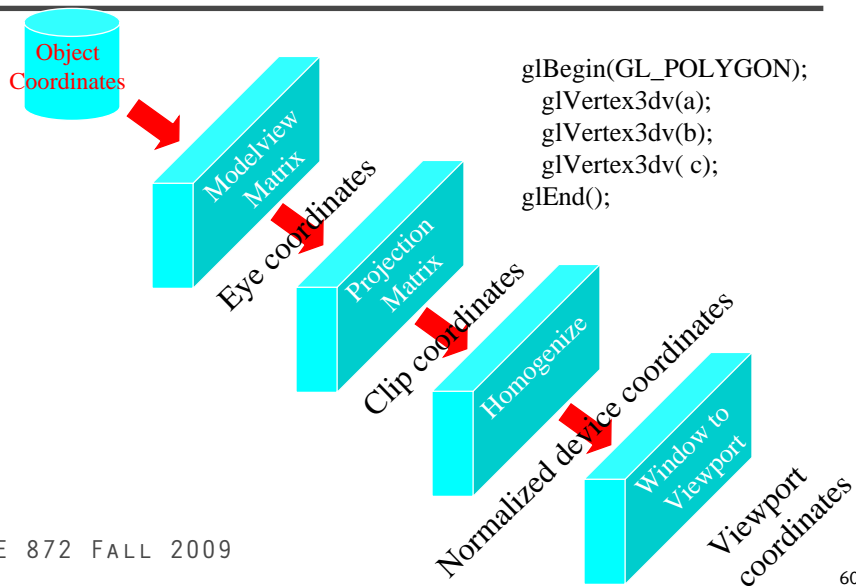 Object
Coordinates
glBegin(GL_POLYGON);
glVertex3dv(a);
glVertex3dv(b);
glVertex3dv( c);
glEnd();
Modelview
Matrix
Eye coordinates
Projection
Matrix
Clip coordinates
Homogenize
Normalized device coordinates
Window to
Viewport
Viewport
coordinates
E 872 FALL 2009
60